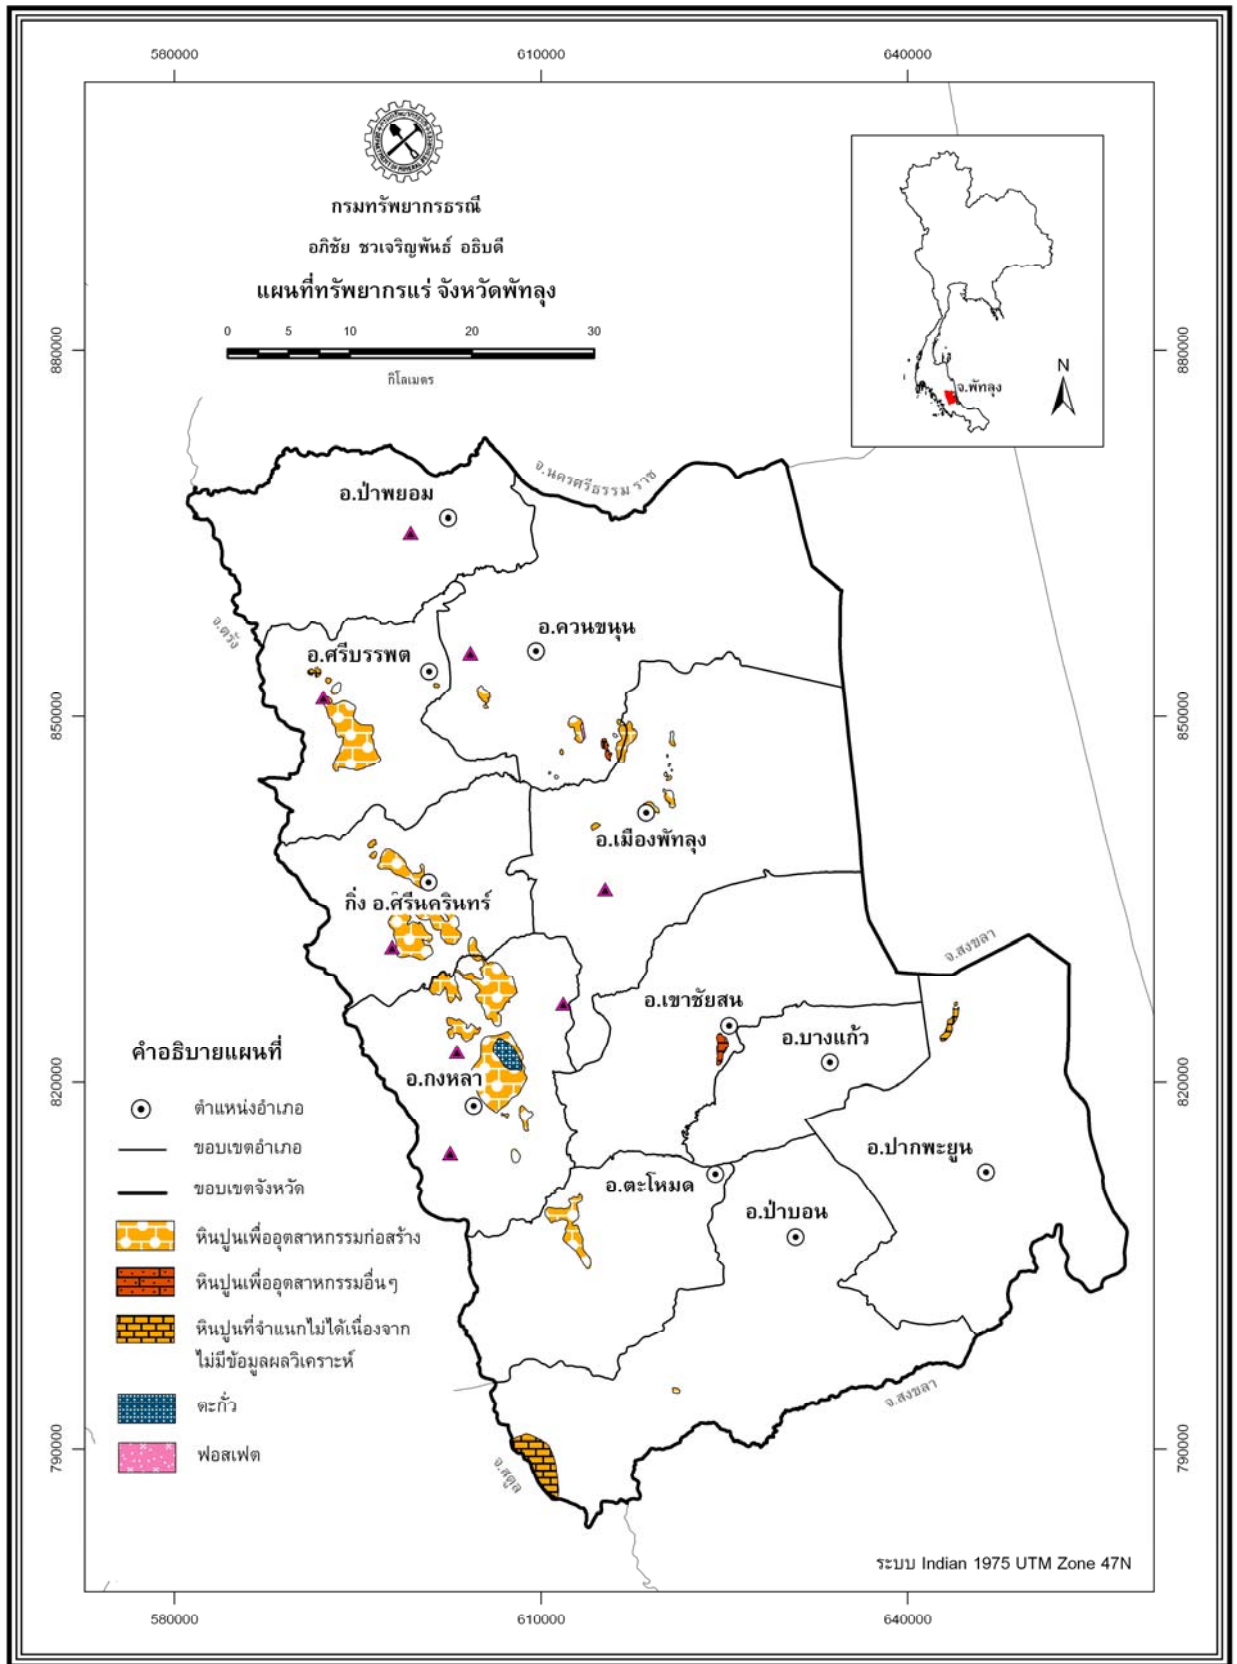 580000 610000 640000
กรมทรัพยากรธรณี
อภิชัย ชวเจริญพันธ์ อธิบดี
แผนที่ทรัพยากรแร่ จังหวัดพัทลุง
0 5 10 20 30
กิโลเมตร
N
จ.พัทลุง
880000 880000
จ.นครศรีธรรม ราช
อ.ป่าพยอม
จ.ตรัง
อ.ควนขนุน
อ.ศรีบรรพต
850000 850000
อ.เมืองพัทลุง
กิ่ง อ.ศรีนครินทร์
จ.สงขลา
อ.เขาชัยสน
อ.บางแก้ว
คำอธิบายแผนที่
820000 820000
อ.กงหลา
ตำแหน่งอำเภอ
ขอบเขตอำเภอ
อ.ปากพะยูน
ขอบเขตจังหวัด
อ.ตะโหมด
อ.ป่าบอน
หินปูนเพื่ออุตสาหกรรมก่อสร้าง
หินปูนเพื่ออุตสาหกรรมอื่นๆ
หินปูนที่จำแนกไม่ได้เนื่องจาก
ไม่มีข้อมูลผลวิเคราะห์
จ.สงขลา
ตะกั่ว
790000 790000
ฟอสเฟต
จ.สตูล
ระบบ Indian 1975 UTM Zone 47N
580000 610000 640000